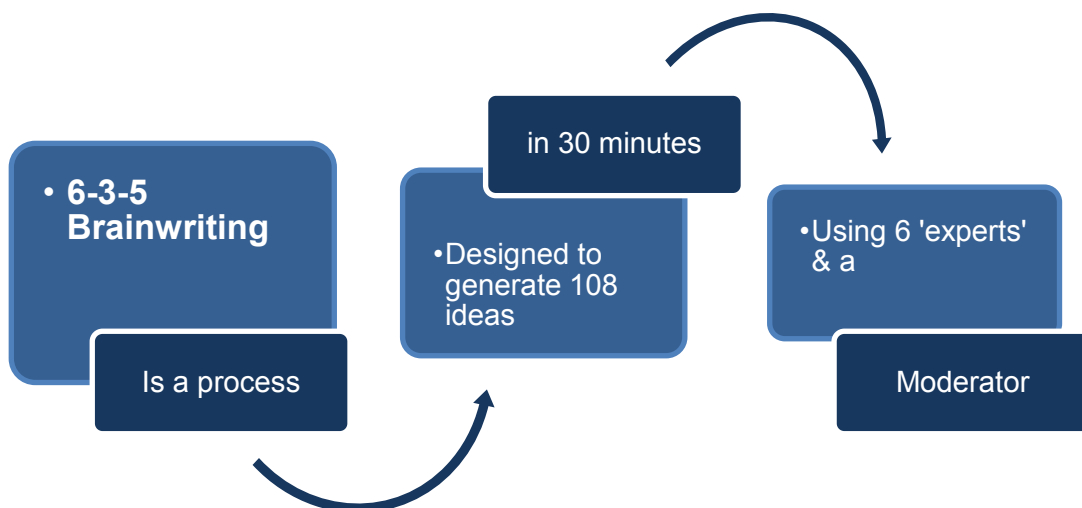 • 6-3-5
Brainwriting
Is a process
•Designed to
generate 108
ideas
in 30 minutes
•Using 6 'experts'
& a
Moderator